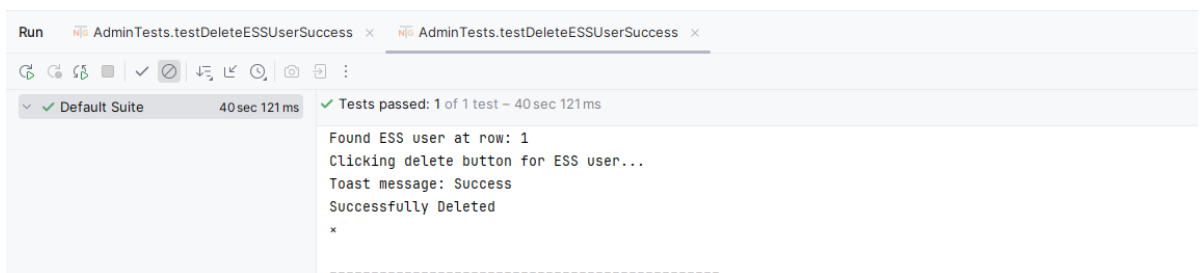 Run AdminTests.testDeleteESSUserSuccess × AdminTests.testDeleteESSUserSuccess ×
Default Suite 40 sec 121 ms
Tests passed: 1 of 1 test – 40 sec 121 ms
Found ESS user at row: 1
Clicking delete button for ESS user...
Toast message: Success
Successfully Deleted
×
-----------------------------------------------